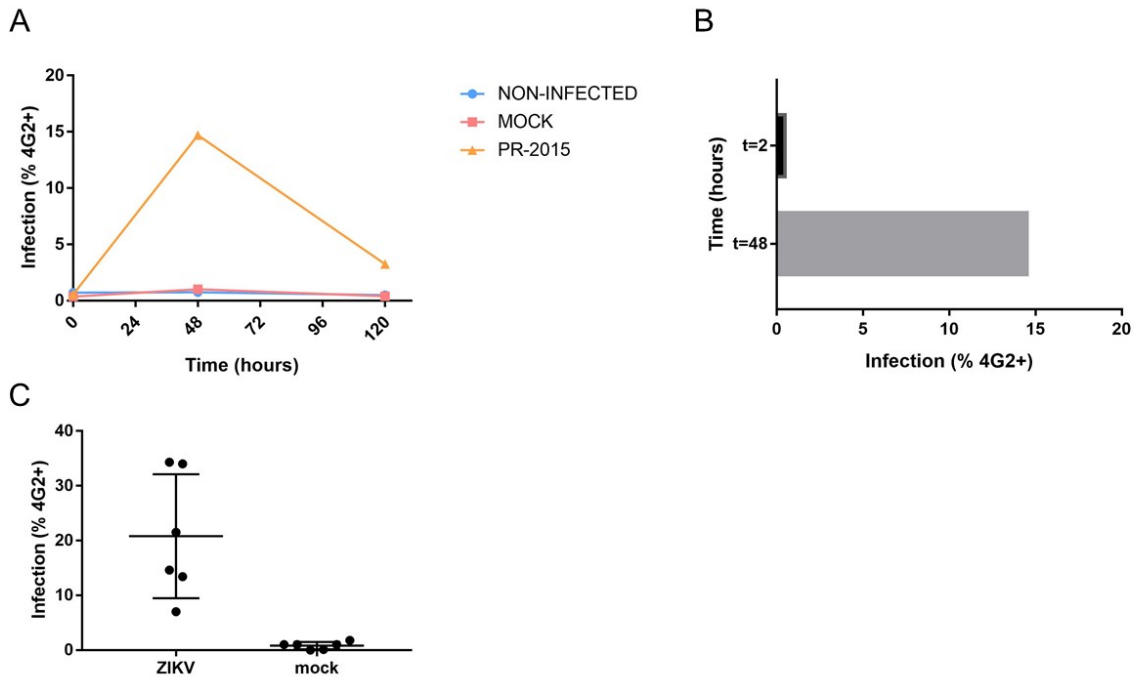 A
Infection (% 4G2+)
20
15
10
5
0
0 24 48 72 96 120
Time (hours)
NON-INFECTED
MOCK
PR-2015
B
Time (hours)
t=2
t=48
0 5 10 15 20
Infection (% 4G2+)
C
Infection (% 4G2+)
40
30
20
10
0
ZIKV mock